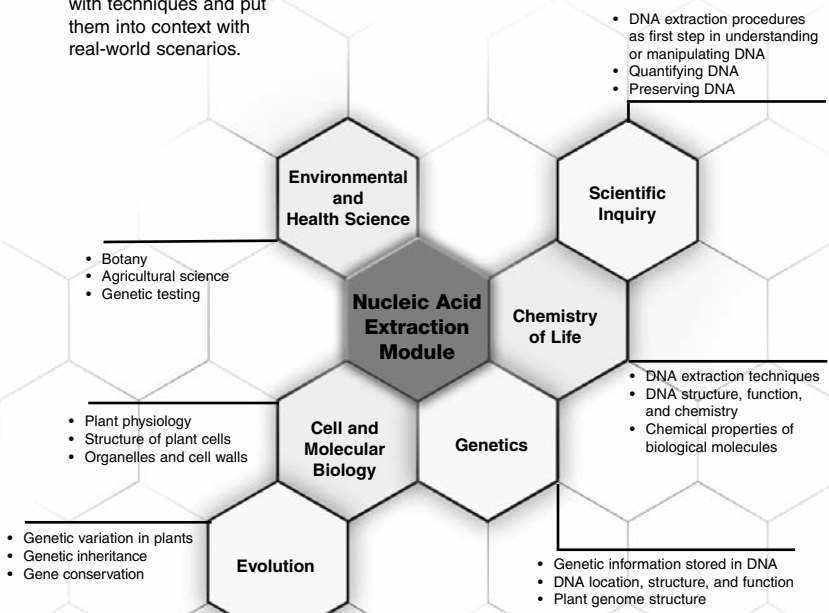 with techniques and put
them into context with
real-world scenarios.
• DNA extraction procedures
as first step in understanding
or manipulating DNA
• Quantifying DNA
• Preserving DNA
Environmental
and
Health Science
Scientific
Inquiry
• Botany
• Agricultural science
• Genetic testing
Nucleic Acid
Extraction
Module
Chemistry
of Life
• DNA extraction techniques
• DNA structure, function,
and chemistry
• Chemical properties of
biological molecules
• Plant physiology
• Structure of plant cells
• Organelles and cell walls
Cell and
Molecular
Biology
Genetics
• Genetic variation in plants
• Genetic inheritance
• Gene conservation
Evolution
• Genetic information stored in DNA
• DNA location, structure, and function
• Plant genome structure